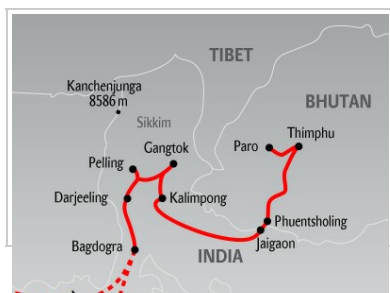 TIBET
Kanchenjunga
8586 m
BHUTAN
Sikkim
Thimphu
Gangtok
Paro
Pelling
Darjeeling
Kalimpong
Phuentsholing
Jaigaon
Bagdogra
INDIA